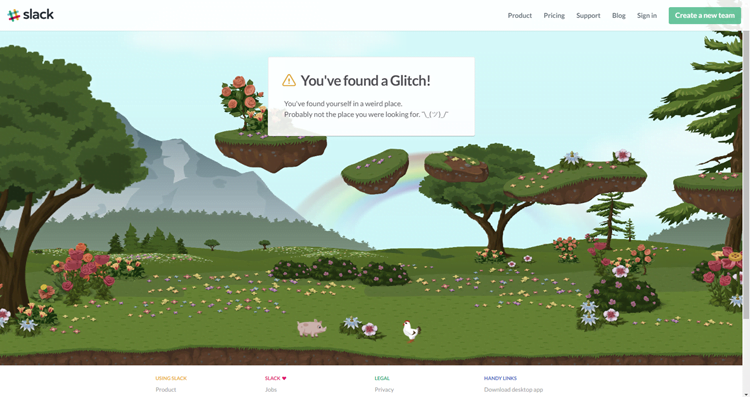 slack
Product Pricing Support Blog Sign in Create a new team
You've found a Glitch!
You've found yourself in a weird place.
Probably not the place you were looking for. ¯\_(ツ)_/¯
USING SLACK SLACK ❤ LEGAL HANDY LINKS
Product Jobs Privacy Download desktop app